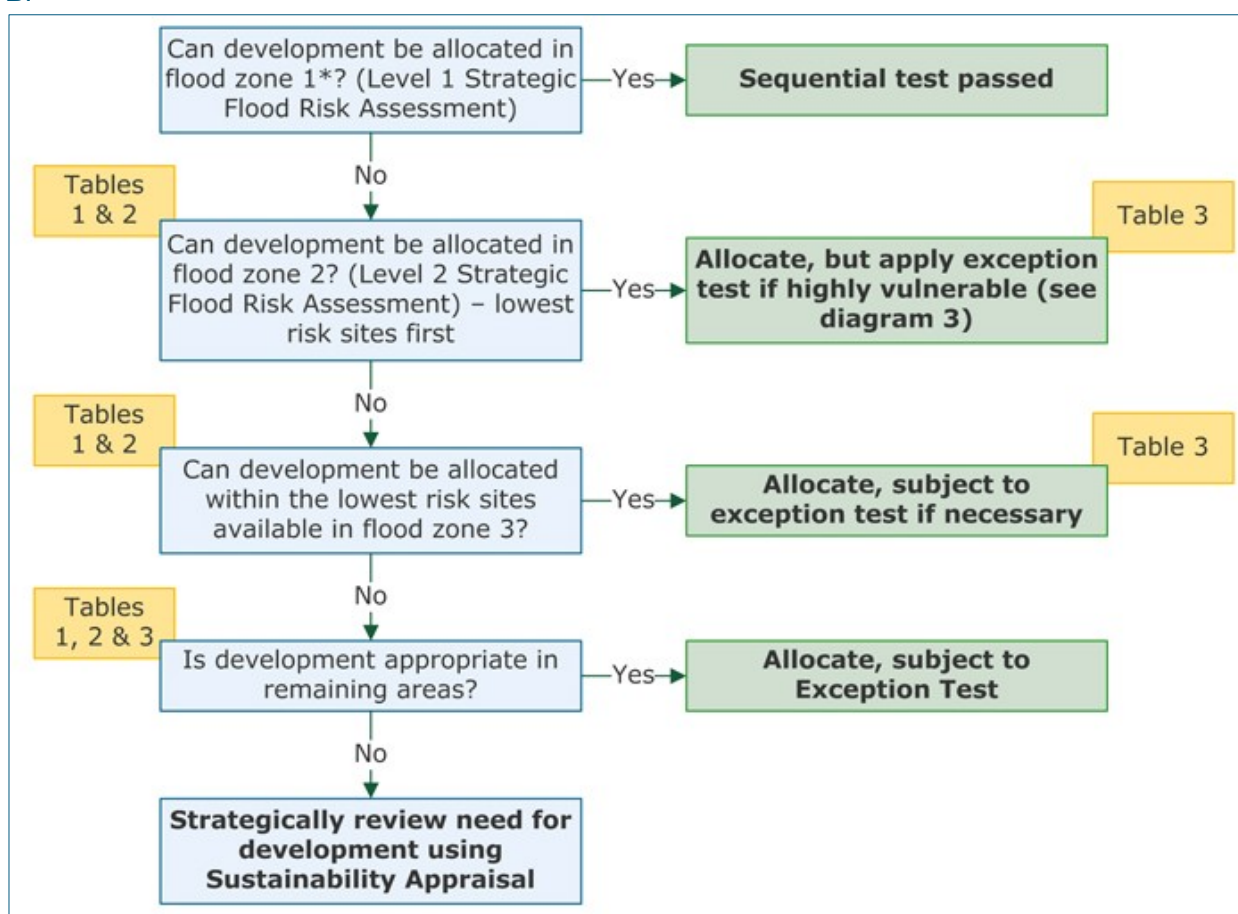 Can development be allocated in
flood zone 1*? (Level 1 Strategic
Flood Risk Assessment)
Yes
Sequential test passed
No
Tables
1 & 2
Can development be allocated in
flood zone 2? (Level 2 Strategic
Flood Risk Assessment) – lowest
risk sites first
Yes
Table 3
Allocate, but apply exception
test if highly vulnerable (see
diagram 3)
No
Tables
1 & 2
Can development be allocated
within the lowest risk sites
available in flood zone 3?
Yes
Table 3
Allocate, subject to
exception test if necessary
No
Tables
1, 2 & 3
Is development appropriate in
remaining areas?
Yes
Allocate, subject to
Exception Test
No
Strategically review need for
development using
Sustainability Appraisal